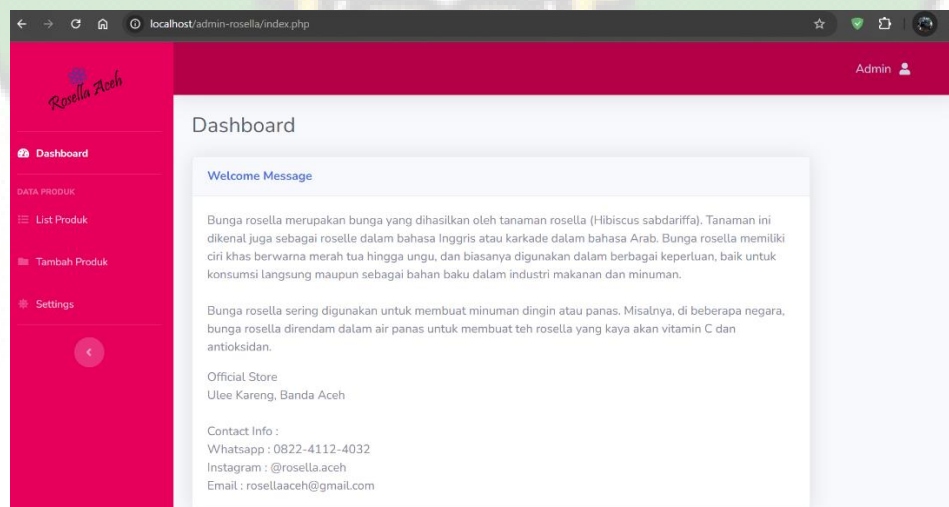 localhost/admin-rosella/index.php
Rosella Aceh
Admin
Dashboard
Dashboard
DATA PRODUK
List Produk
Tambah Produk
Settings
Welcome Message
Bunga rosella merupakan bunga yang dihasilkan oleh tanaman rosella (Hibiscus sabdariffa). Tanaman ini
dikenal juga sebagai roselle dalam bahasa Inggris atau karkade dalam bahasa Arab. Bunga rosella memiliki
ciri khas berwarna merah tua hingga ungu, dan biasanya digunakan dalam berbagai keperluan, baik untuk
konsumsi langsung maupun sebagai bahan baku dalam industri makanan dan minuman.
Bunga rosella sering digunakan untuk membuat minuman dingin atau panas. Misalnya, di beberapa negara,
bunga rosella direndam dalam air panas untuk membuat teh rosella yang kaya akan vitamin C dan
antioksidan.
Official Store
Ulee Kareng, Banda Aceh
Contact Info :
Whatsapp : 0822-4112-4032
Instagram : @rosella.aceh
Email : rosellaaceh@gmail.com